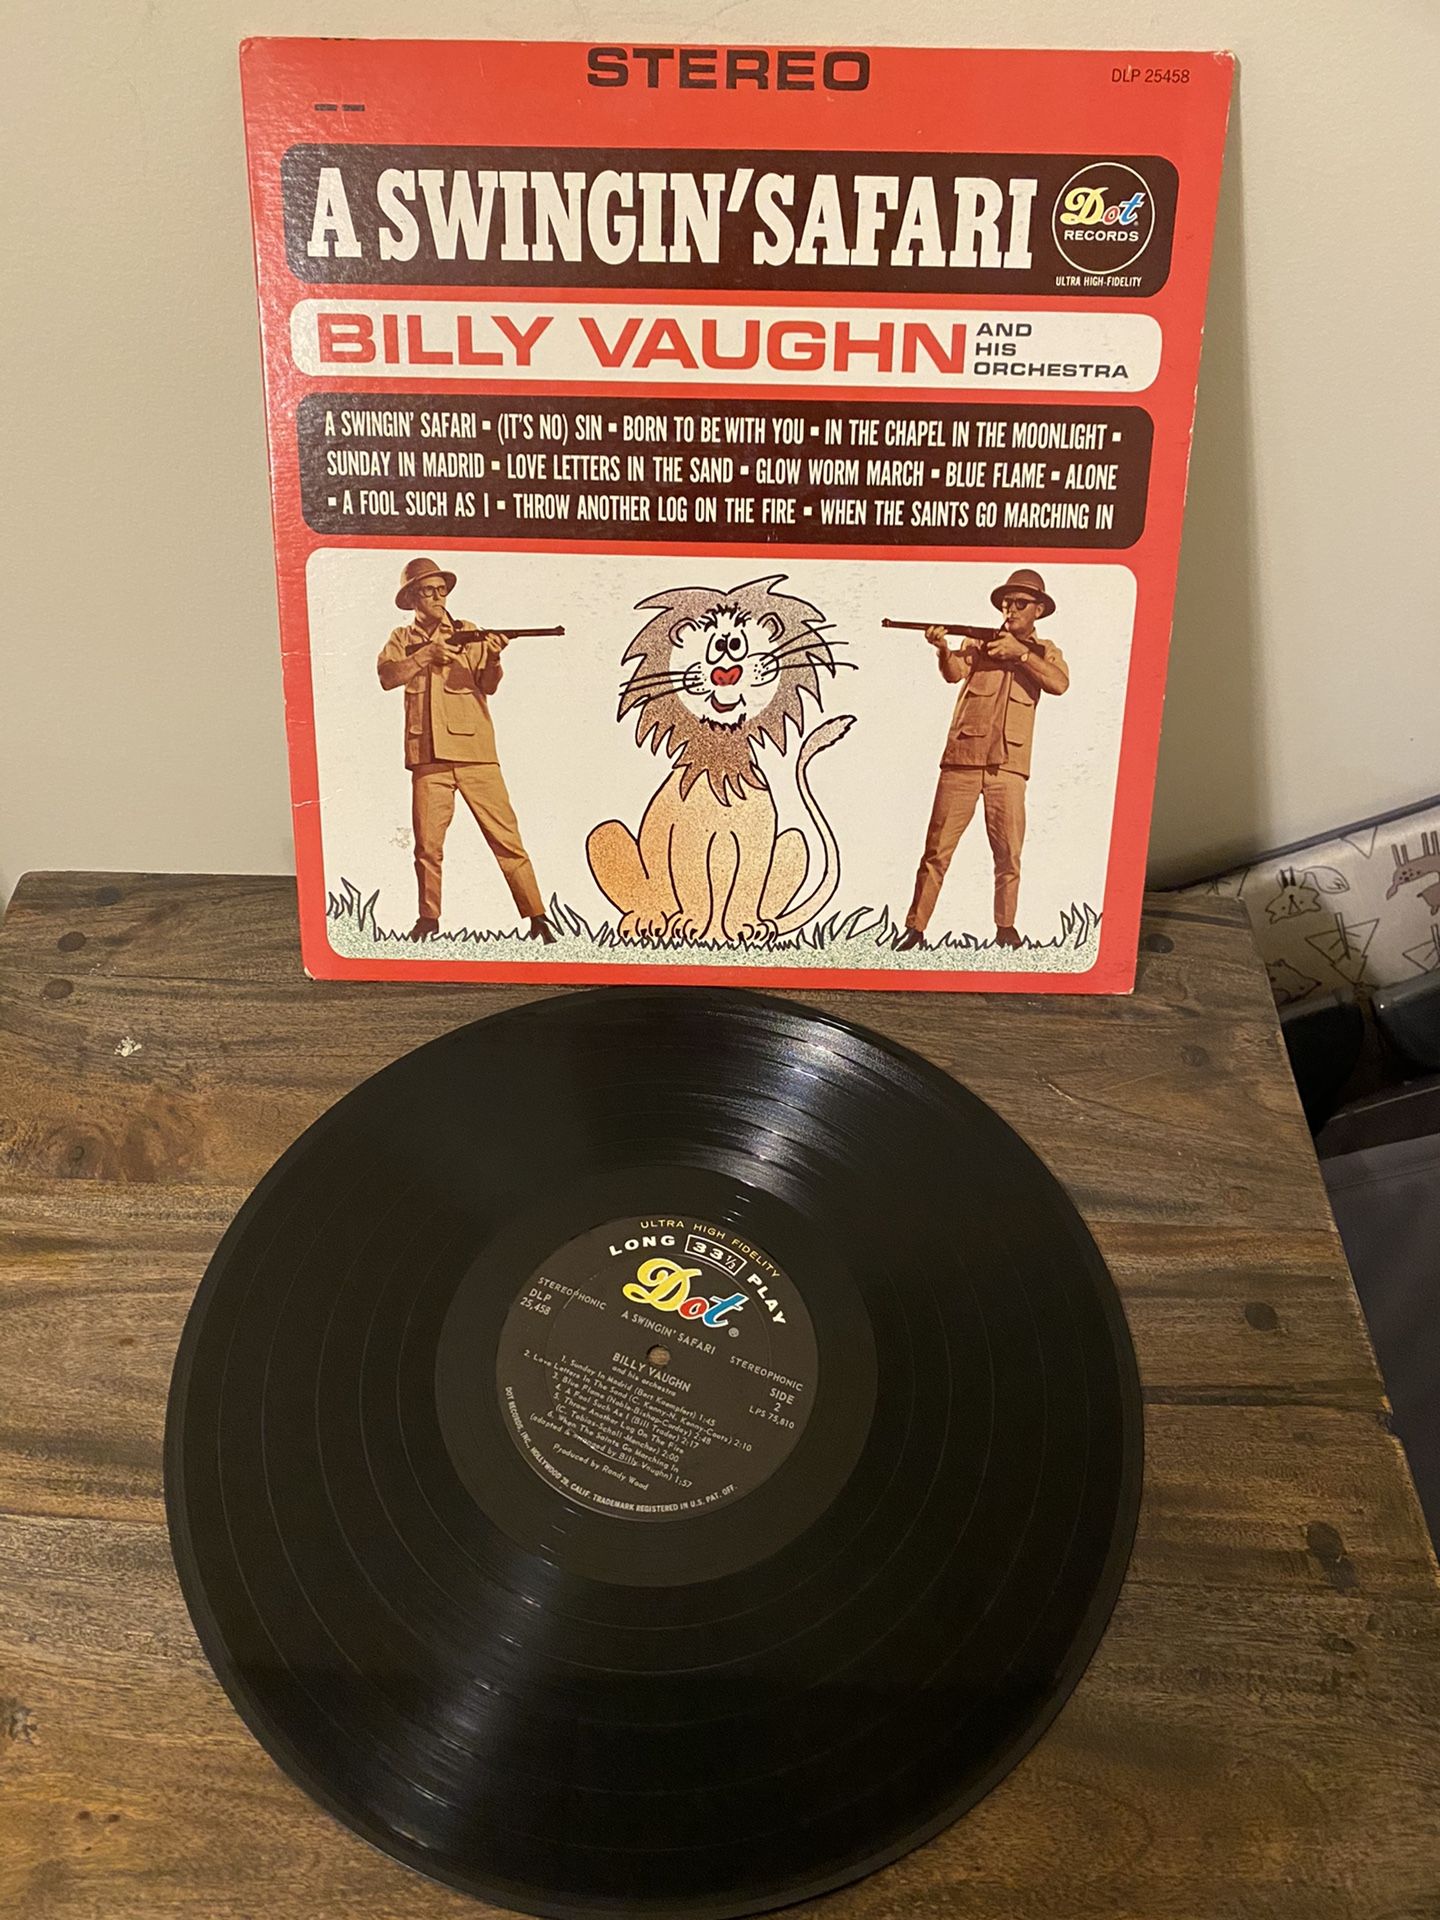 STEREO
DLP 25458
A SWINGIN' SAFARI
Dot
RECORDS
ULTRA HIGH-FIDELITY
BILLY VAUGHN
AND
HIS
ORCHESTRA
A SWINGIN' SAFARI ▪ (IT'S NO) SIN ▪ BORN TO BE WITH YOU ▪ IN THE CHAPEL IN THE MOONLIGHT ▪
SUNDAY IN MADRID ▪ LOVE LETTERS IN THE SAND ▪ GLOW WORM MARCH ▪ BLUE FLAME ▪ ALONE
▪ A FOOL SUCH AS I ▪ THROW ANOTHER LOG ON THE FIRE ▪ WHEN THE SAINTS GO MARCHING IN
ULTRA HIGH FIDELITY
LONG 33⅓ PLAY
Dot®
STEREOPHONIC
DLP
25,458
A SWINGIN' SAFARI
STEREOPHONIC
SIDE
2
LPS 75,810
BILLY VAUGHN
and his orchestra
1. Sunday In Madrid (Bert Kaempfert) 1:45
2. Love Letters In The Sand (C. Kenny-N. Kenny-Coots) 2:10
3. Blue Flame (Noble-Bishop-Corday) 2:48
4. A Fool Such As I (Bill Trader) 2:17
5. Throw Another Log On The Fire
(C. Tobias-Scholl-Mencher) 2:00
6. When The Saints Go Marching In
(adapted & arranged by Billy Vaughn) 1:57
Produced by Randy Wood
DOT RECORDS, INC., HOLLYWOOD 28, CALIF. TRADEMARK REGISTERED IN U.S. PAT. OFF.